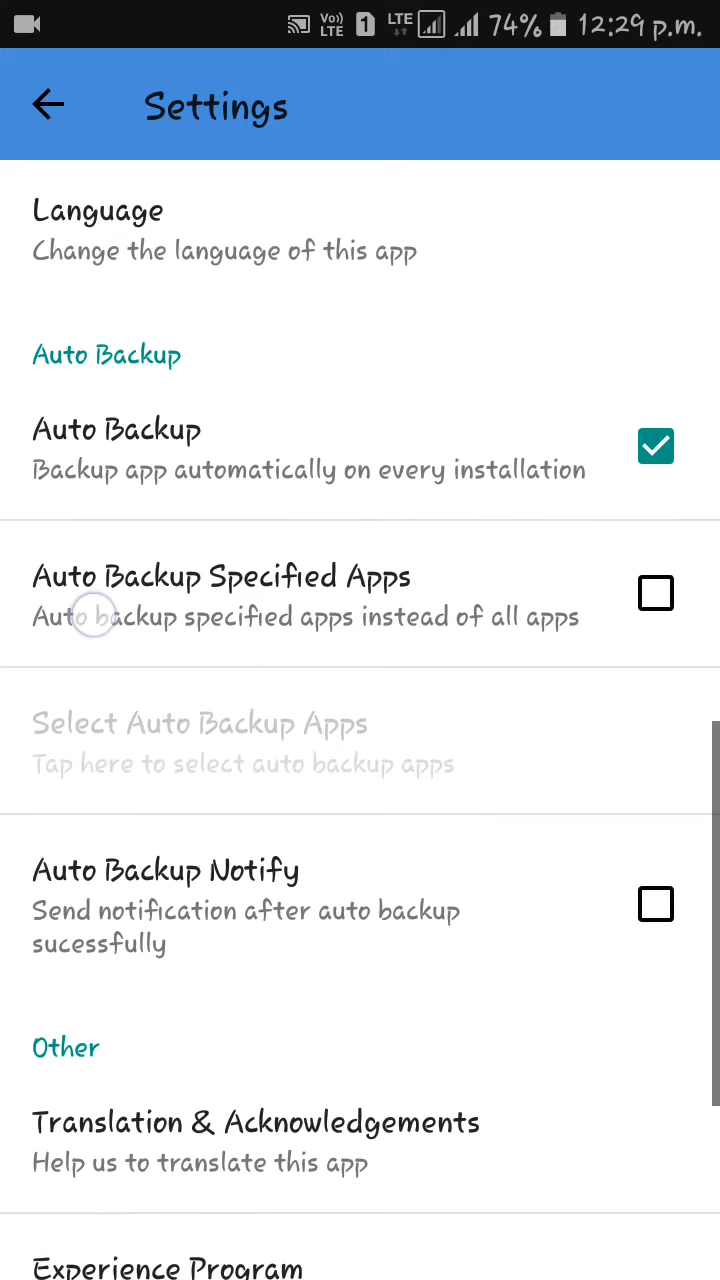 Vo)) LTE 1 LTE 74% 12:29 p.m.
Settings
Language
Change the language of this app
Auto Backup
Auto Backup
Backup app automatically on every installation
Auto Backup Specified Apps
Auto backup specified apps instead of all apps
Select Auto Backup Apps
Tap here to select auto backup apps
Auto Backup Notify
Send notification after auto backup
sucessfully
Other
Translation & Acknowledgements
Help us to translate this app
Experience Program